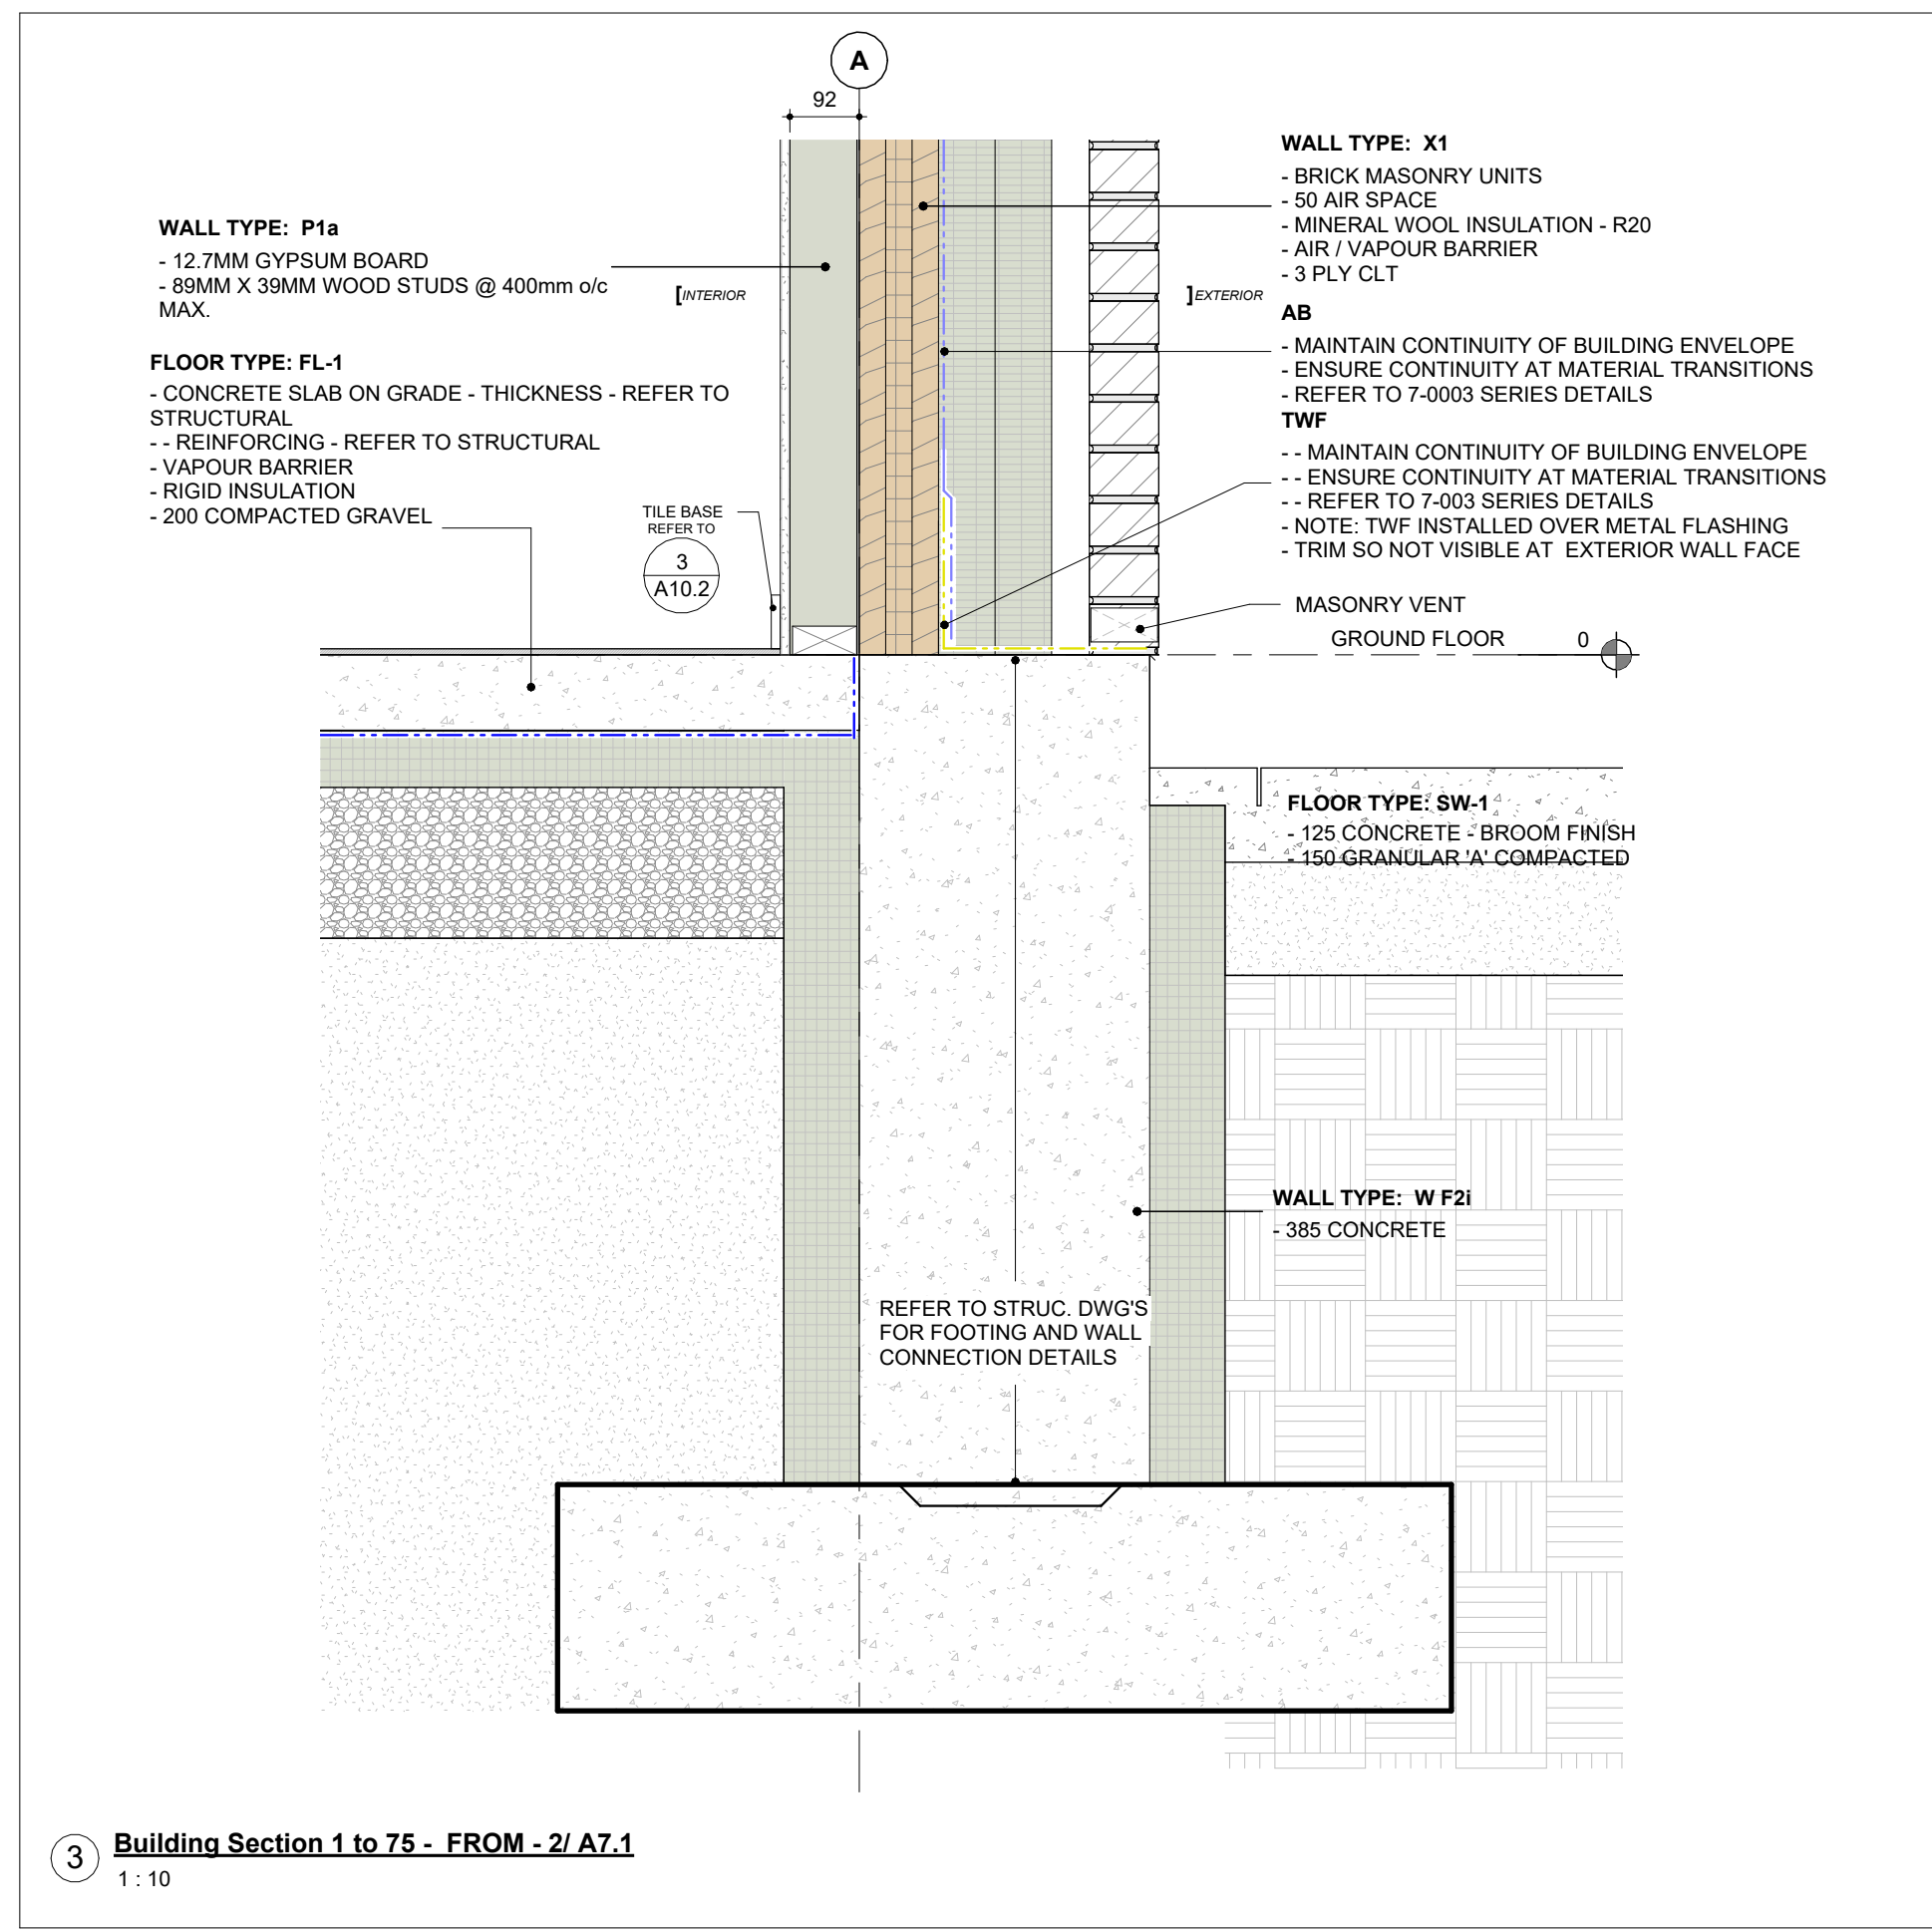 A
92
WALL TYPE: P1a
- 12.7MM GYPSUM BOARD
- 89MM X 39MM WOOD STUDS @ 400mm o/c
MAX.
[INTERIOR
]EXTERIOR
FLOOR TYPE: FL-1
- CONCRETE SLAB ON GRADE - THICKNESS - REFER TO
STRUCTURAL
- - REINFORCING - REFER TO STRUCTURAL
- VAPOUR BARRIER
- RIGID INSULATION
- 200 COMPACTED GRAVEL
TILE BASE
REFER TO
3
A10.2
WALL TYPE: X1
- BRICK MASONRY UNITS
- 50 AIR SPACE
- MINERAL WOOL INSULATION - R20
- AIR / VAPOUR BARRIER
- 3 PLY CLT
AB
- MAINTAIN CONTINUITY OF BUILDING ENVELOPE
- ENSURE CONTINUITY AT MATERIAL TRANSITIONS
- REFER TO 7-0003 SERIES DETAILS
TWF
- - MAINTAIN CONTINUITY OF BUILDING ENVELOPE
- - ENSURE CONTINUITY AT MATERIAL TRANSITIONS
- - REFER TO 7-003 SERIES DETAILS
- NOTE: TWF INSTALLED OVER METAL FLASHING
- TRIM SO NOT VISIBLE AT EXTERIOR WALL FACE
MASONRY VENT
GROUND FLOOR 0
FLOOR TYPE: SW-1
- 125 CONCRETE - BROOM FINISH
- 150 GRANULAR 'A' COMPACTED
WALL TYPE: W F2i
- 385 CONCRETE
REFER TO STRUC. DWG'S
FOR FOOTING AND WALL
CONNECTION DETAILS
3
Building Section 1 to 75 - FROM - 2/ A7.1
1 : 10